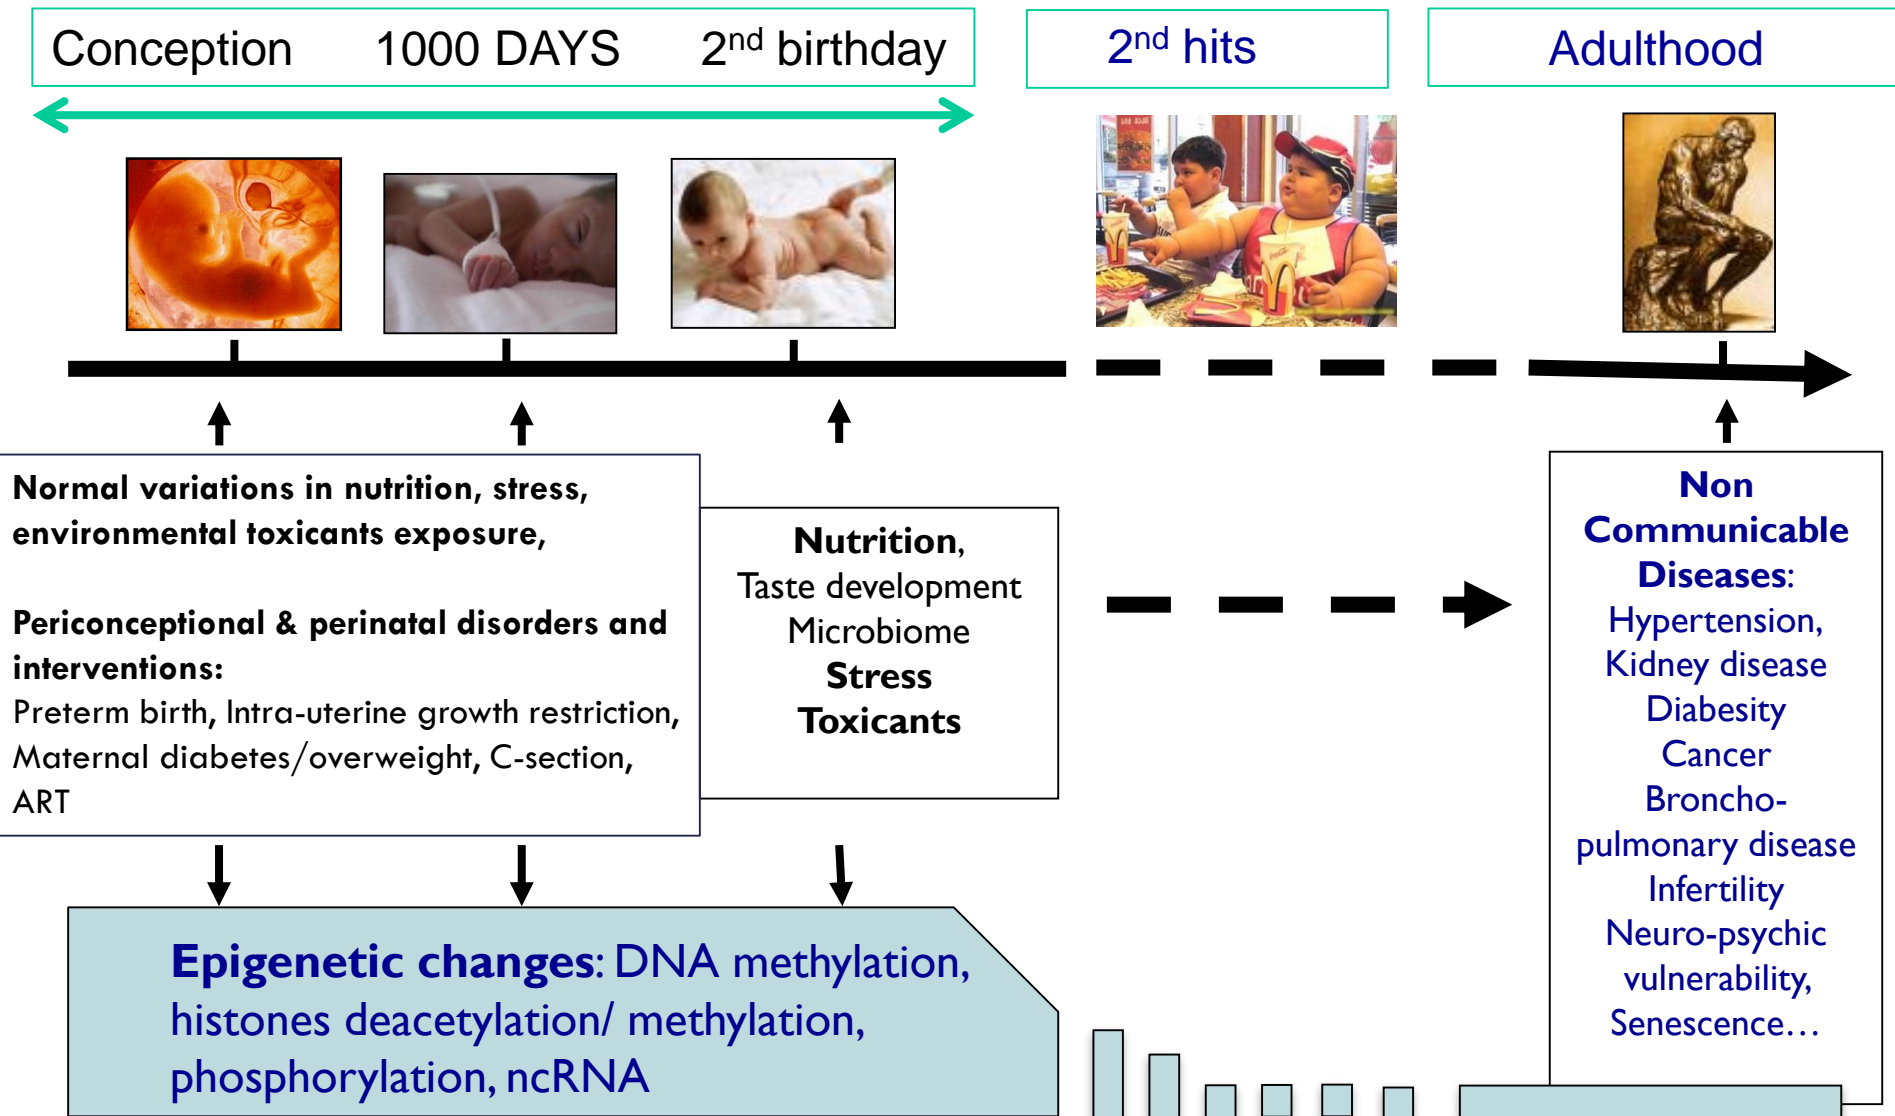 Conception 1000 DAYS 2nd birthday
2nd hits
Adulthood
Normal variations in nutrition, stress,
environmental toxicants exposure,
Periconceptional & perinatal disorders and
interventions:
Preterm birth, Intra-uterine growth restriction,
Maternal diabetes/overweight, C-section,
ART
Nutrition,
Taste development
Microbiome
Stress
Toxicants
Non
Communicable
Diseases:
Hypertension,
Kidney disease
Diabesity
Cancer
Broncho-
pulmonary disease
Infertility
Neuro-psychic
vulnerability,
Senescence…
Epigenetic changes: DNA methylation,
histones deacetylation/ methylation,
phosphorylation, ncRNA